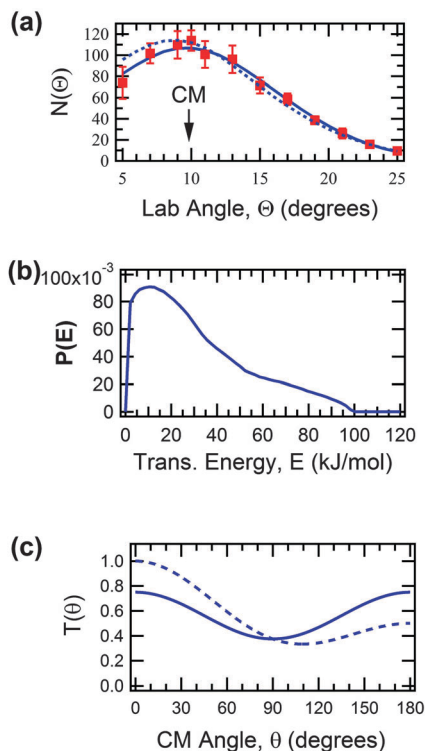 (a)
N(Θ)
120
100
80
60
40
20
0
CM
5 10 15 20 25
Lab Angle, Θ (degrees)
(b)
P(E)
100x10⁻³
80
60
40
20
0
0 20 40 60 80 100 120
Trans. Energy, E (kJ/mol)
(c)
T(θ)
1.0
0.8
0.6
0.4
0.2
0.0
0 30 60 90 120 150 180
CM Angle, θ (degrees)